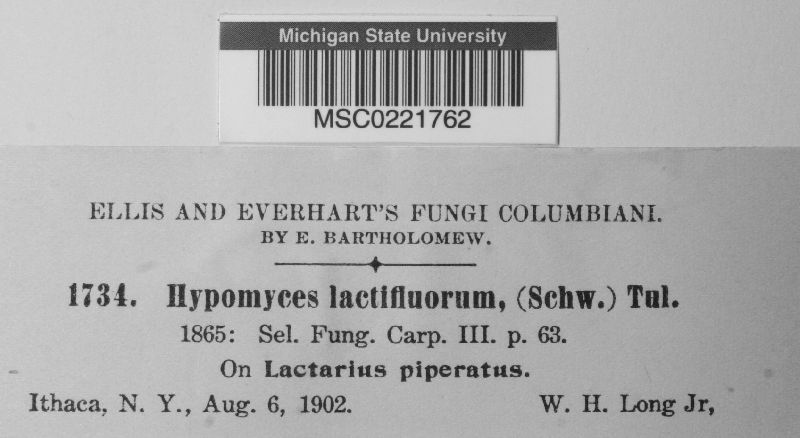 Michigan State University
MSC0221762
ELLIS AND EVERHART'S FUNGI COLUMBIANI.
BY E. BARTHOLOMEW.
1734. Hypomyces lactifluorum, (Schw.) Tul.
1865: Sel. Fung. Carp. III. p. 63.
On Lactarius piperatus.
Ithaca, N. Y., Aug. 6, 1902. W. H. Long Jr,